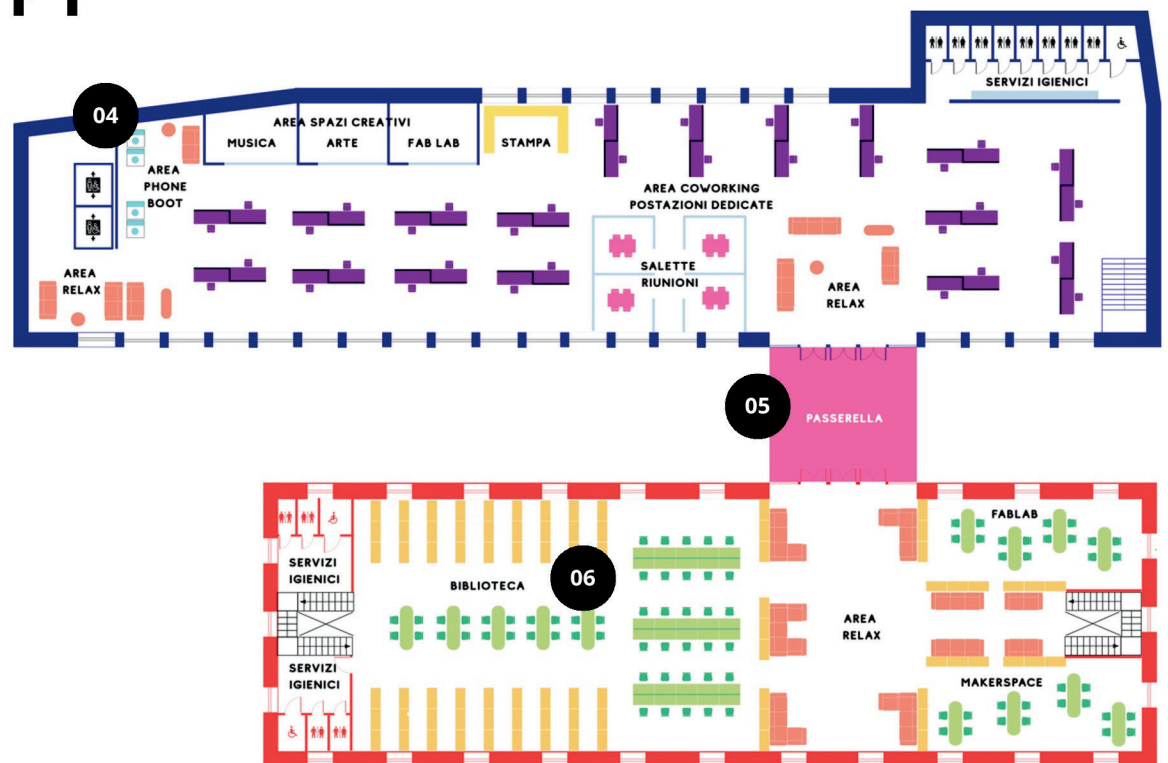 SERVIZI IGIENICI
04
AREA SPAZI CREATIVI
MUSICA
ARTE
FAB LAB
STAMPA
AREA
PHONE
BOOT
AREA COWORKING
POSTAZIONI DEDICATE
AREA
RELAX
SALETTE
RIUNIONI
AREA
RELAX
05
PASSERELLA
FABLAB
SERVIZI
IGIENICI
BIBLIOTECA
06
AREA
RELAX
SERVIZI
IGIENICI
MAKERSPACE